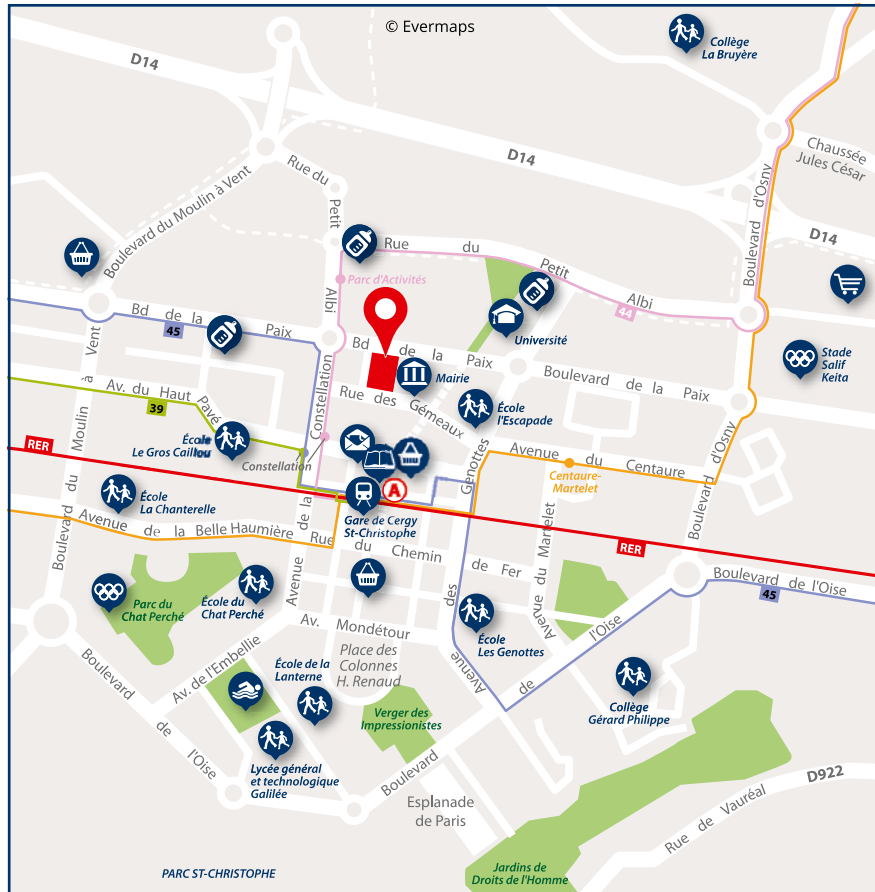 © Evermaps
Collège
La Bruyère
D14
D14
D14
Chaussée
Jules César
Boulevard d'Osny
Boulevard du Moulin à Vent
Rue du
Petit
Albi
Rue du Petit Albi
44
Parc d'Activités
Bd de la Paix
45
Bd de la Paix
Boulevard de la Paix
Université
Mairie
Stade
Salif
Keita
Av. du Haut Pavé
39
Rue des Gémeaux
École
l'Escapade
École
Le Gros Caillou
Constellation
Constellation
Avenue du Centaure
Centaure-
Martelet
Boulevard d'Osny
Genottes
RER
École
La Chanterelle
A
Gare de Cergy
St-Christophe
Avenue de la Belle Haumière
Rue du Chemin de Fer
RER
Boulevard de l'Oise
45
Boulevard du Moulin à Vent
Avenue de la
Avenue du Martelet
Parc du
Chat Perché
École du
Chat Perché
Av. Mondétour
École
Les Genottes
Avenue des
Place des
Colonnes
H. Renaud
Av. de l'Embellie
École de la
Lanterne
Boulevard de l'Oise
Collège
Gérard Philippe
Verger des
Impressionistes
Boulevard de l'Oise
Lycée général
et technologique
Galilée
Esplanade
de Paris
D922
Rue de Vauréal
PARC ST-CHRISTOPHE
Jardins de
Droits de l'Homme